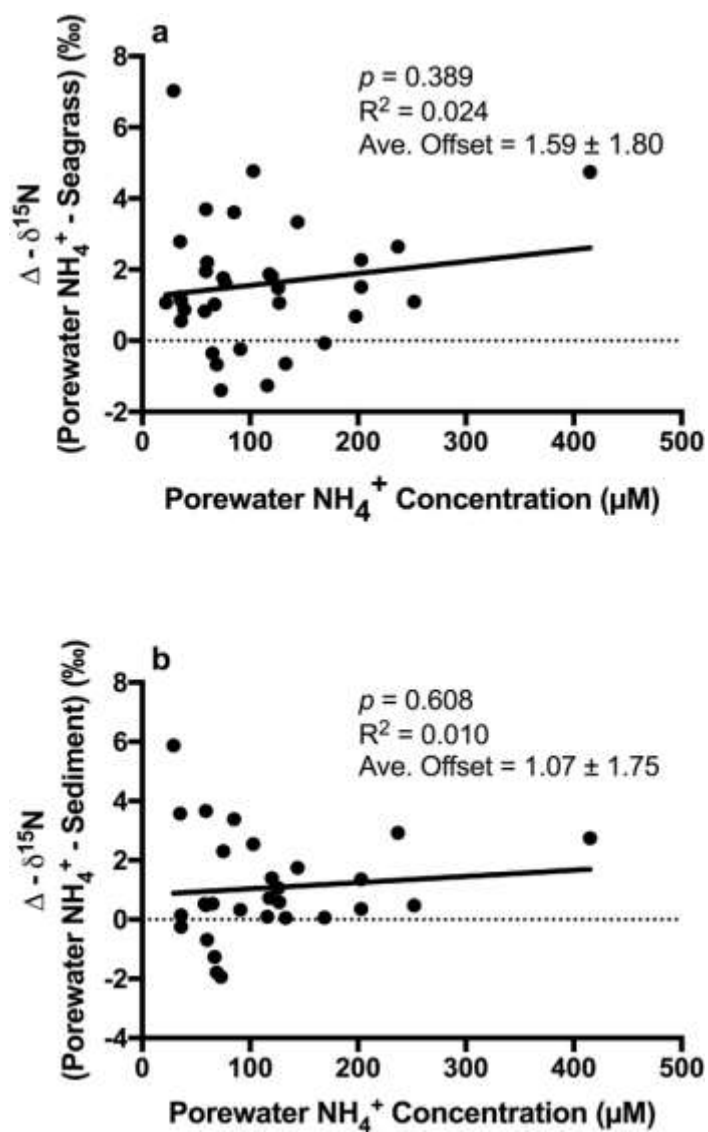 a
p = 0.389
R² = 0.024
Ave. Offset = 1.59 ± 1.80
Δ - δ¹⁵N
(Porewater NH₄⁺ - Seagrass) (‰)
8
6
4
2
0
-2
0 100 200 300 400 500
Porewater NH₄⁺ Concentration (µM)
b
p = 0.608
R² = 0.010
Ave. Offset = 1.07 ± 1.75
Δ - δ¹⁵N
(Porewater NH₄⁺ - Sediment) (‰)
8
6
4
2
0
-2
-4
0 100 200 300 400 500
Porewater NH₄⁺ Concentration (µM)